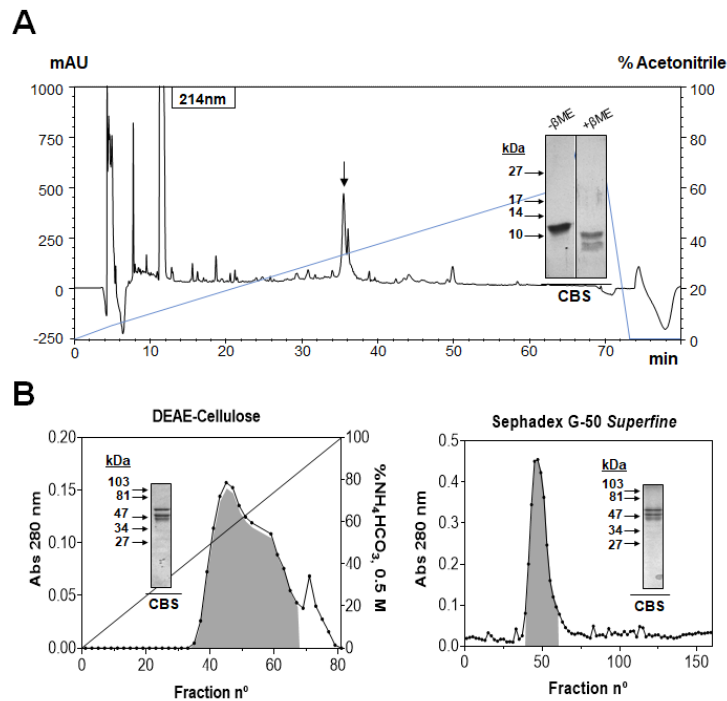 A
mAU
% Acetonitrile
214nm
1000
750
500
250
0
-250
100
80
60
40
20
0
0
10
20
30
40
50
60
70
min
-βME
+βME
kDa
27
17
14
10
CBS
B
DEAE-Cellulose
Abs 280 nm
0.20
0.15
0.10
0.05
0.00
0
20
40
60
80
Fraction nº
100
80
60
40
20
0
%NH4HCO3, 0.5 M
kDa
103
81
47
34
27
CBS
Sephadex G-50 Superfine
Abs 280 nm
0.5
0.4
0.3
0.2
0.1
0.0
0
50
100
150
Fraction nº
kDa
103
81
47
34
27
CBS